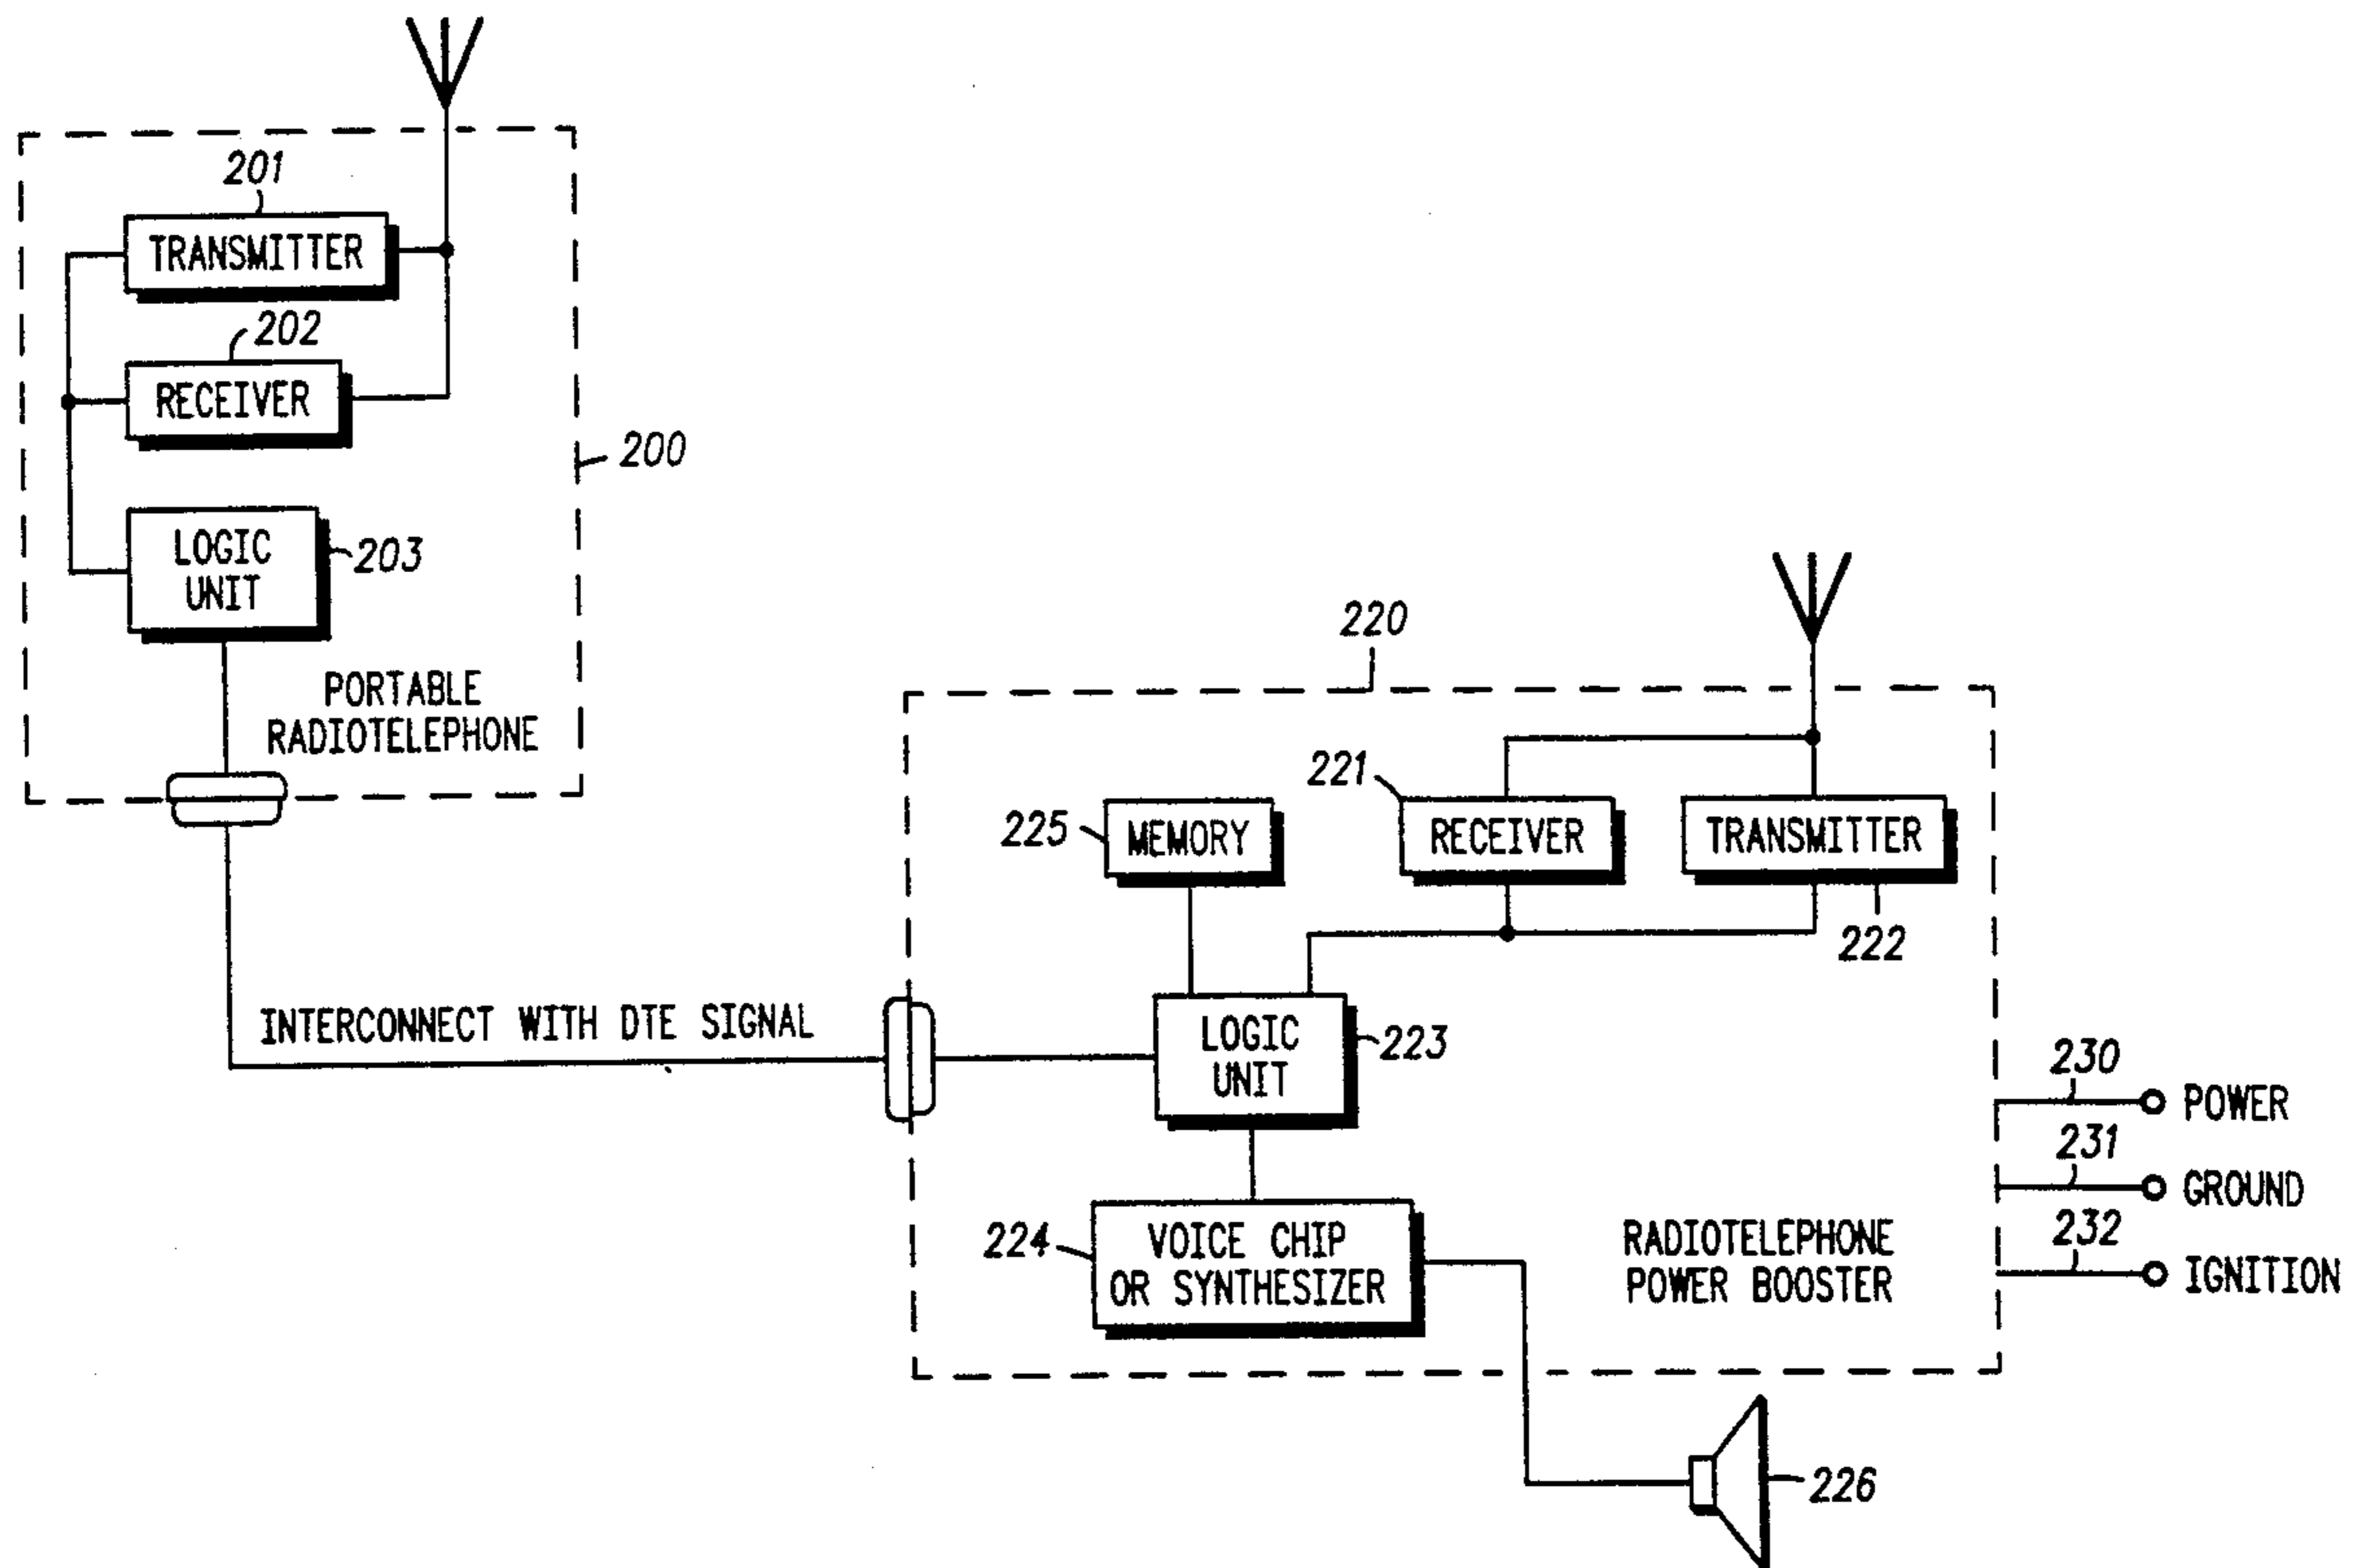 201
TRANSMITTER
202
RECEIVER
200
LOGIC
UNIT
203
PORTABLE
RADIOTELEPHONE
INTERCONNECT WITH DTE SIGNAL
220
221
225
MEMORY
RECEIVER
TRANSMITTER
222
LOGIC
UNIT
223
224
VOICE CHIP
OR SYNTHESIZER
RADIOTELEPHONE
POWER BOOSTER
230
POWER
231
GROUND
232
IGNITION
226